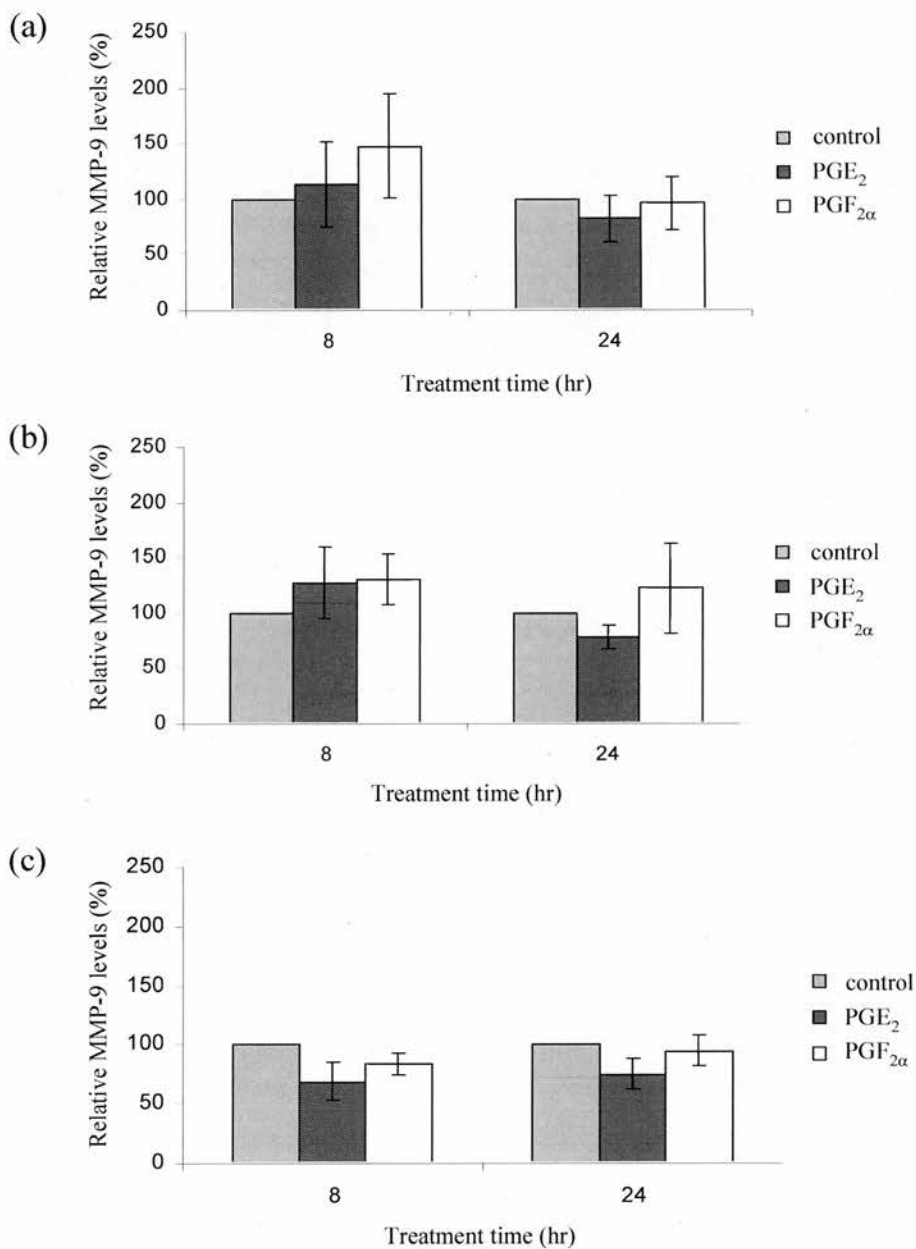 (a)
Relative MMP-9 levels (%)
250
200
150
100
50
0
8
24
Treatment time (hr)
control
PGE2
PGF2α
(b)
Relative MMP-9 levels (%)
250
200
150
100
50
0
8
24
Treatment time (hr)
control
PGE2
PGF2α
(c)
Relative MMP-9 levels (%)
250
200
150
100
50
0
8
24
Treatment time (hr)
control
PGE2
PGF2α